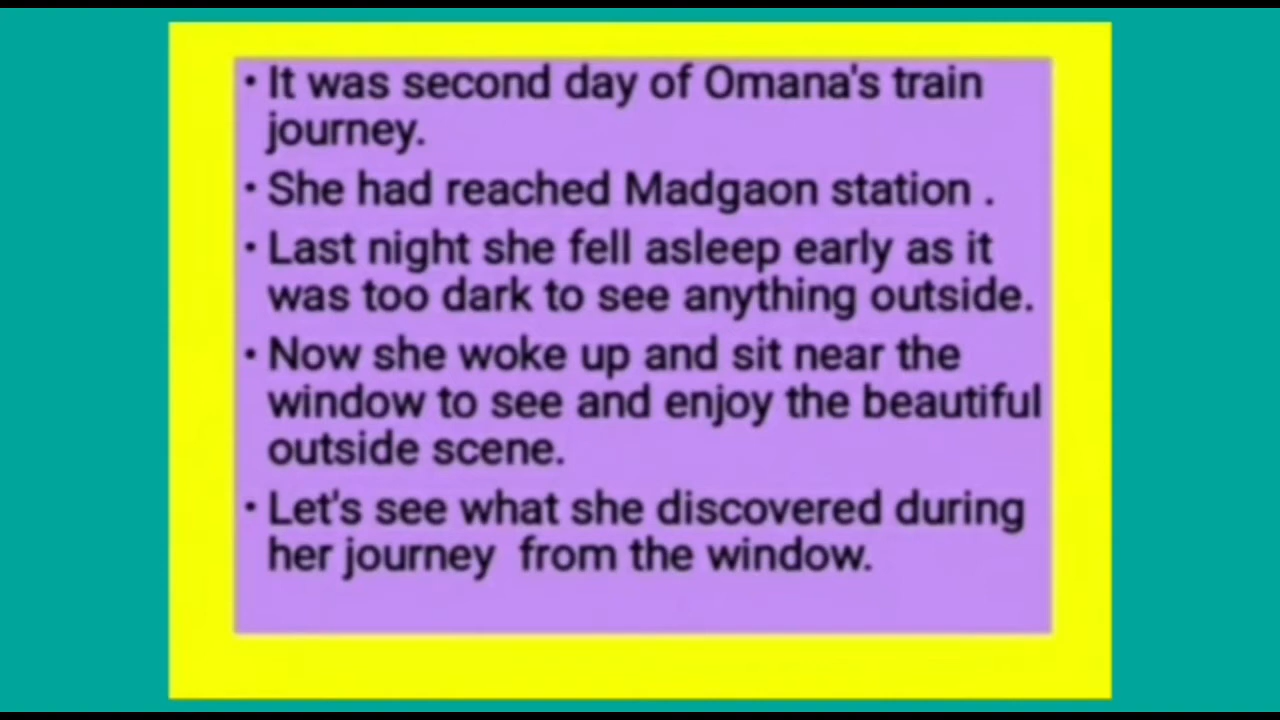 • It was second day of Omana's train
journey.
• She had reached Madgaon station .
• Last night she fell asleep early as it
was too dark to see anything outside.
• Now she woke up and sit near the
window to see and enjoy the beautiful
outside scene.
• Let's see what she discovered during
her journey  from the window.